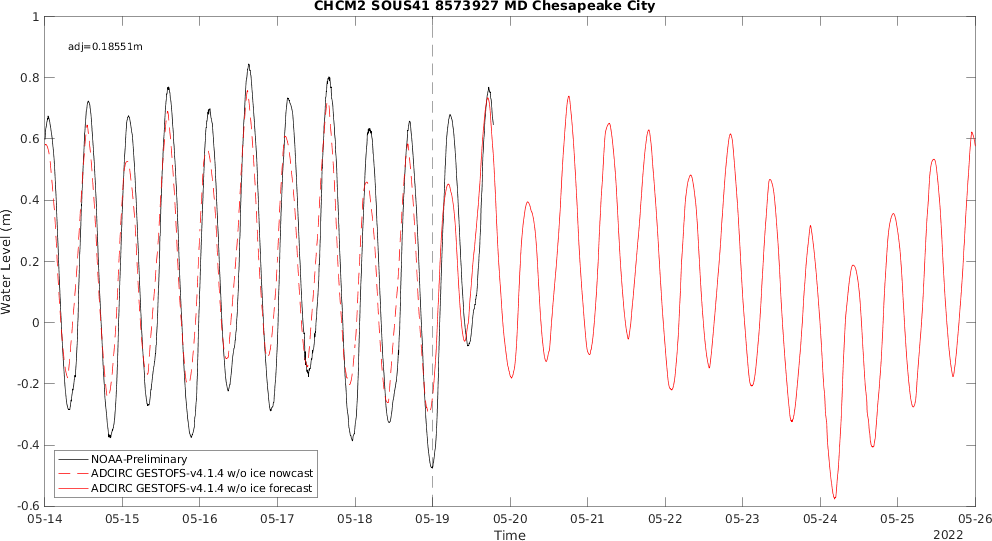 CHCM2 SOUS41 8573927 MD Chesapeake City
adj=0.18551m
Water Level (m)
1
0.8
0.6
0.4
0.2
0
-0.2
-0.4
-0.6
NOAA-Preliminary
ADCIRC GESTOFS-v4.1.4 w/o ice nowcast
ADCIRC GESTOFS-v4.1.4 w/o ice forecast
05-14 05-15 05-16 05-17 05-18 05-19 05-20 05-21 05-22 05-23 05-24 05-25 05-26
Time
2022